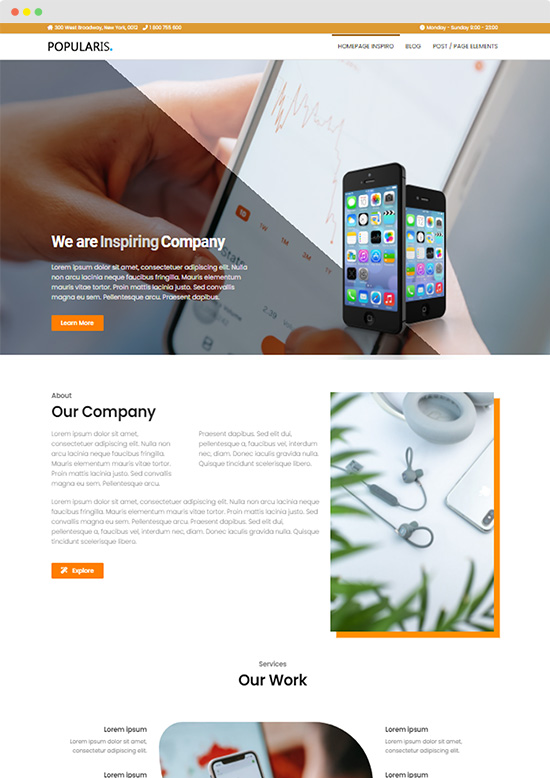 300 West Broadway, New York, 0012 1 800 755 600
Monday - Sunday 9:00 - 23:00
POPULARIS.
HOMEPAGE INSPIRO BLOG POST / PAGE ELEMENTS
10
1W
1M
3M
1Y
State
2:39
We are Inspiring Company
Lorem ipsum dolor sit amet, consectetuer adipiscing elit. Nulla
non arcu lacinia neque faucibus fringilla. Mauris elementum
mauris vitae tortor. Proin mattis lacinia justo. Sed convallis
magna eu sem. Pellentesque arcu. Praesent dapibus.
Learn More
About
Our Company
Lorem ipsum dolor sit amet,
consectetuer adipiscing elit. Nulla non
arcu lacinia neque faucibus fringilla.
Mauris elementum mauris vitae tortor.
Proin mattis lacinia justo. Sed convallis
magna eu sem. Pellentesque arcu.
Praesent dapibus. Sed elit dui,
pellentesque a, faucibus vel, interdum
nec, diam. Donec iaculis gravida nulla.
Quisque tincidunt scelerisque libero.
Lorem ipsum dolor sit amet, consectetuer adipiscing elit. Nulla non arcu lacinia neque
faucibus fringilla. Mauris elementum mauris vitae tortor. Proin mattis lacinia justo. Sed
convallis magna eu sem. Pellentesque arcu. Praesent dapibus. Sed elit dui,
pellentesque a, faucibus vel, interdum nec, diam. Donec iaculis gravida nulla. Quisque
tincidunt scelerisque libero.
Explore
Services
Our Work
Lorem ipsum
Lorem ipsum dolor sit amet,
consectetuer adipiscing elit.
Lorem ipsum
Lorem ipsum
Lorem ipsum dolor sit amet,
consectetuer adipiscing elit.
Lorem ipsum